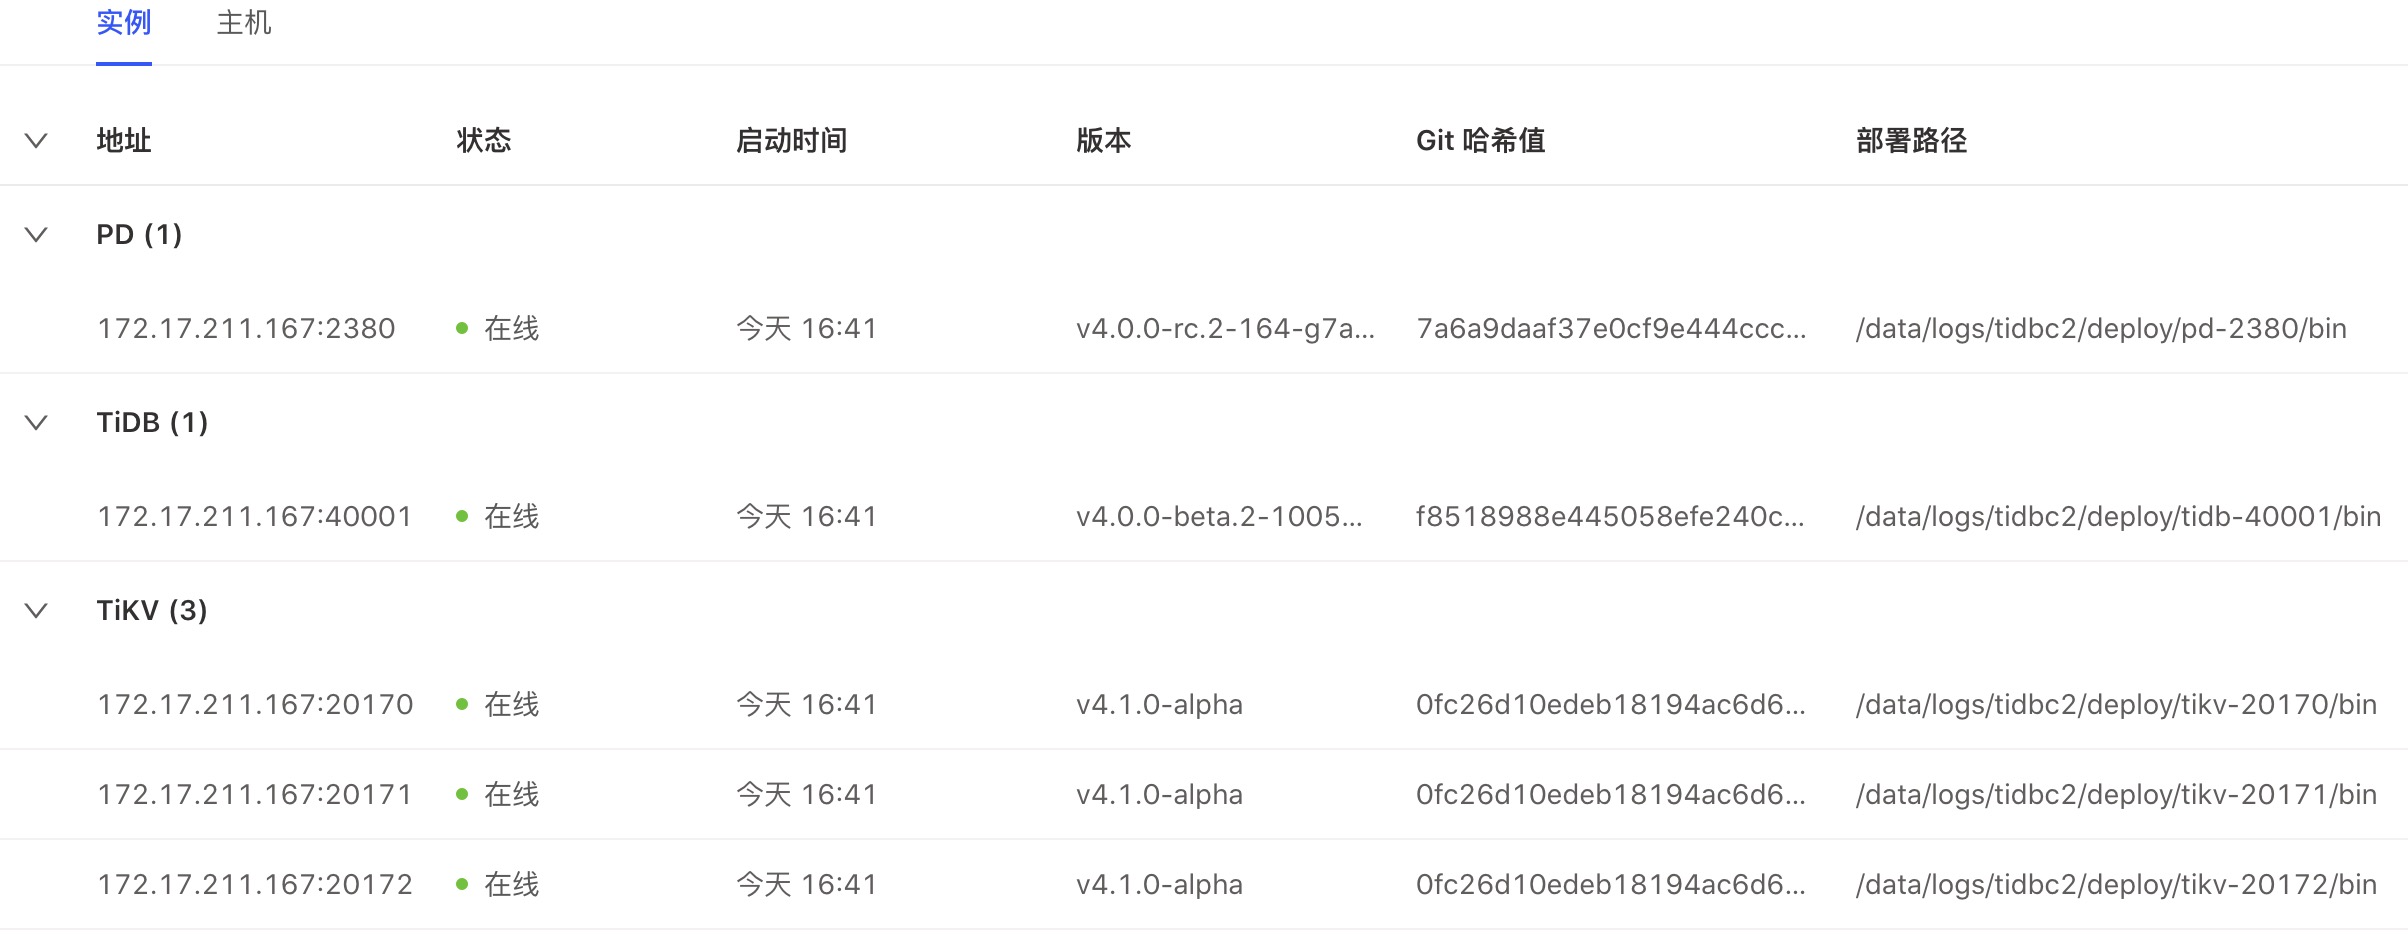 实例 主机
地址 状态 启动时间 版本 Git 哈希值 部署路径
PD (1)
172.17.211.167:2380 在线 今天 16:41 v4.0.0-rc.2-164-g7a... 7a6a9daaf37e0cf9e444ccc... /data/logs/tidbc2/deploy/pd-2380/bin
TiDB (1)
172.17.211.167:40001 在线 今天 16:41 v4.0.0-beta.2-1005... f8518988e445058efe240c... /data/logs/tidbc2/deploy/tidb-40001/bin
TiKV (3)
172.17.211.167:20170 在线 今天 16:41 v4.1.0-alpha 0fc26d10edeb18194ac6d6... /data/logs/tidbc2/deploy/tikv-20170/bin
172.17.211.167:20171 在线 今天 16:41 v4.1.0-alpha 0fc26d10edeb18194ac6d6... /data/logs/tidbc2/deploy/tikv-20171/bin
172.17.211.167:20172 在线 今天 16:41 v4.1.0-alpha 0fc26d10edeb18194ac6d6... /data/logs/tidbc2/deploy/tikv-20172/bin